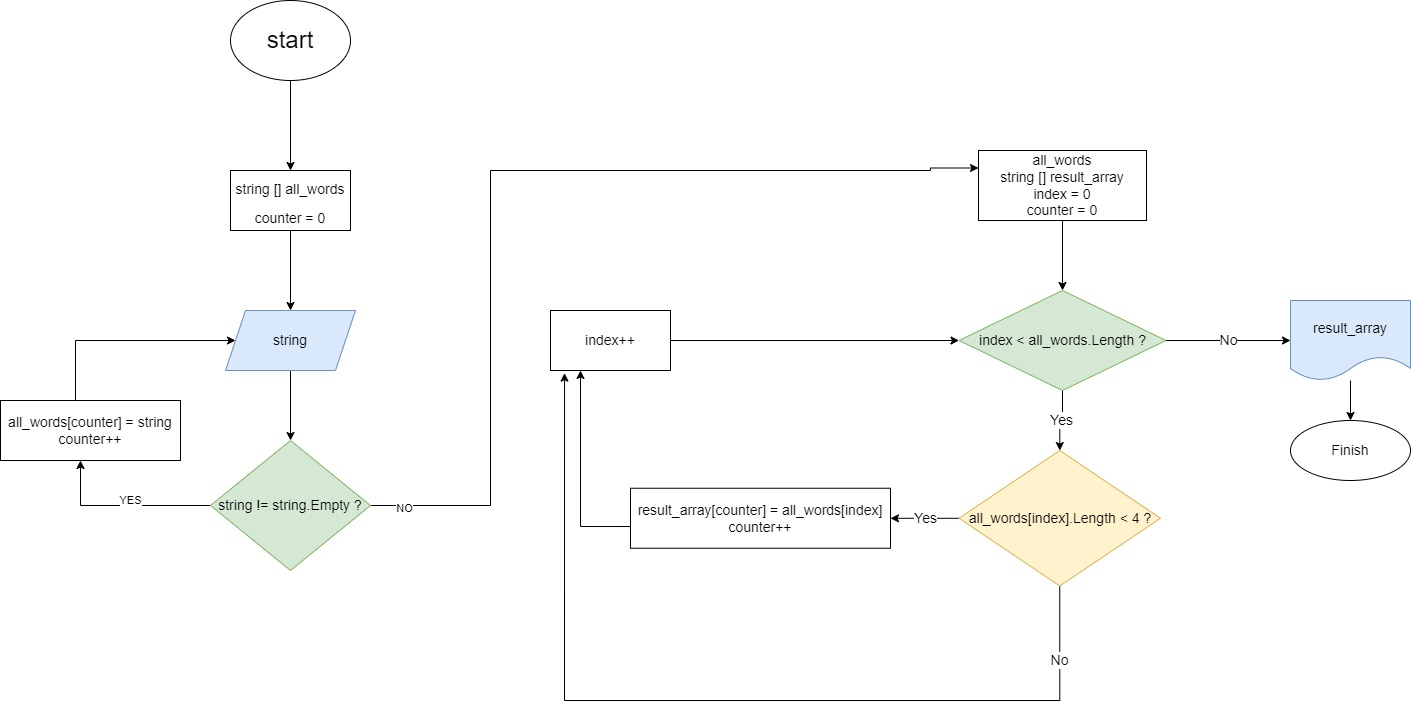 start
string [] all_words
counter = 0
string
all_words[counter] = string
counter++
string != string.Empty ?
YES
NO
all_words
string [] result_array
index = 0
counter = 0
index++
index < all_words.Length ?
No
result_array
Finish
Yes
all_words[index].Length < 4 ?
Yes
result_array[counter] = all_words[index]
counter++
No